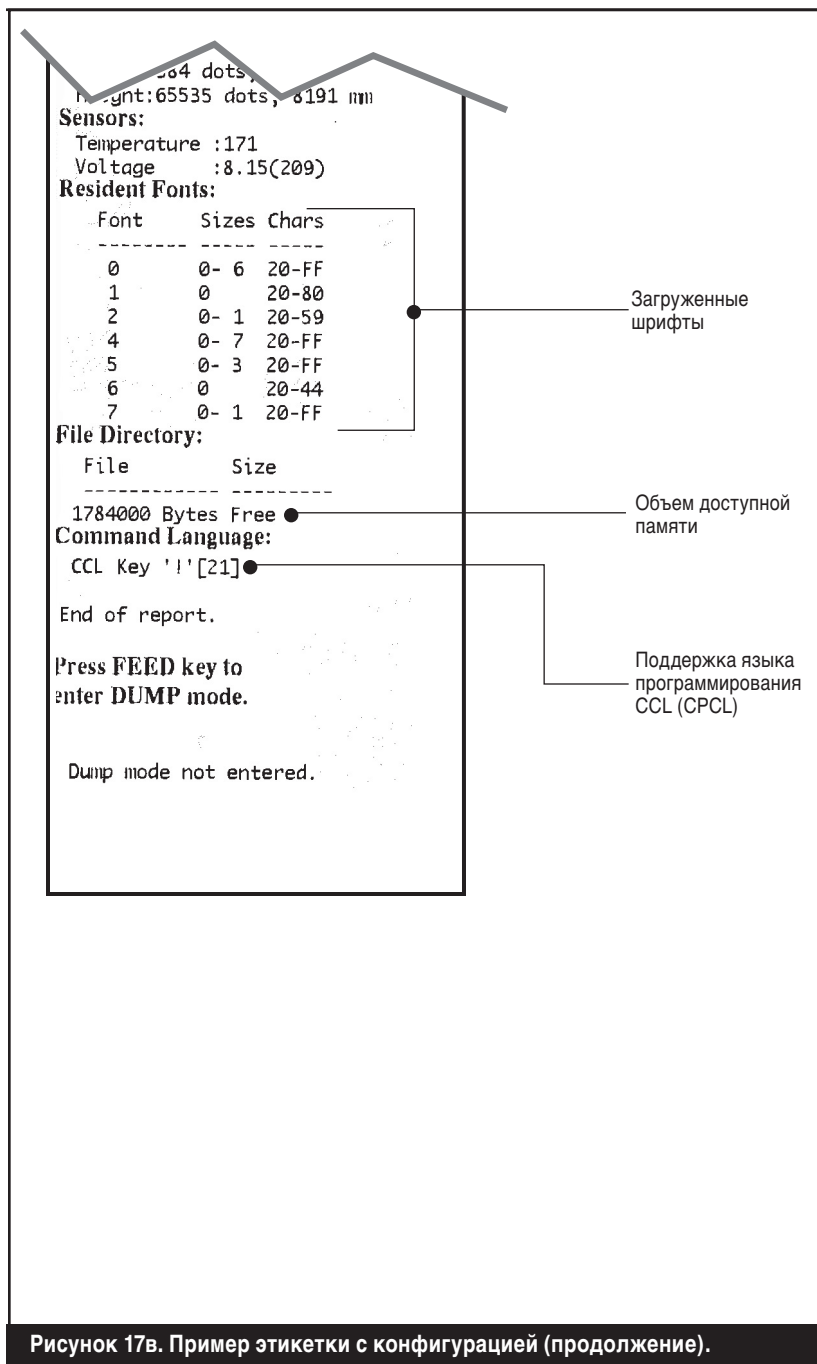 dots,
:65535 dots, 8191 mm
Sensors:
Temperature :171
Voltage :8.15(209)
Resident Fonts:
Font Sizes Chars
-------- ----- -----
0 0- 6 20-FF
1 0 20-80
2 0- 1 20-59
4 0- 7 20-FF
5 0- 3 20-FF
6 0 20-44
7 0- 1 20-FF
File Directory:
File Size
------------ ---------
1784000 Bytes Free
Command Language:
CCL Key '!'[21]
End of report.
Press FEED key to
enter DUMP mode.
Dump mode not entered.
Загруженные
шрифты
Объем доступной
памяти
Поддержка языка
программирования
CCL (CPCL)
Рисунок 17в. Пример этикетки с конфигурацией (продолжение).